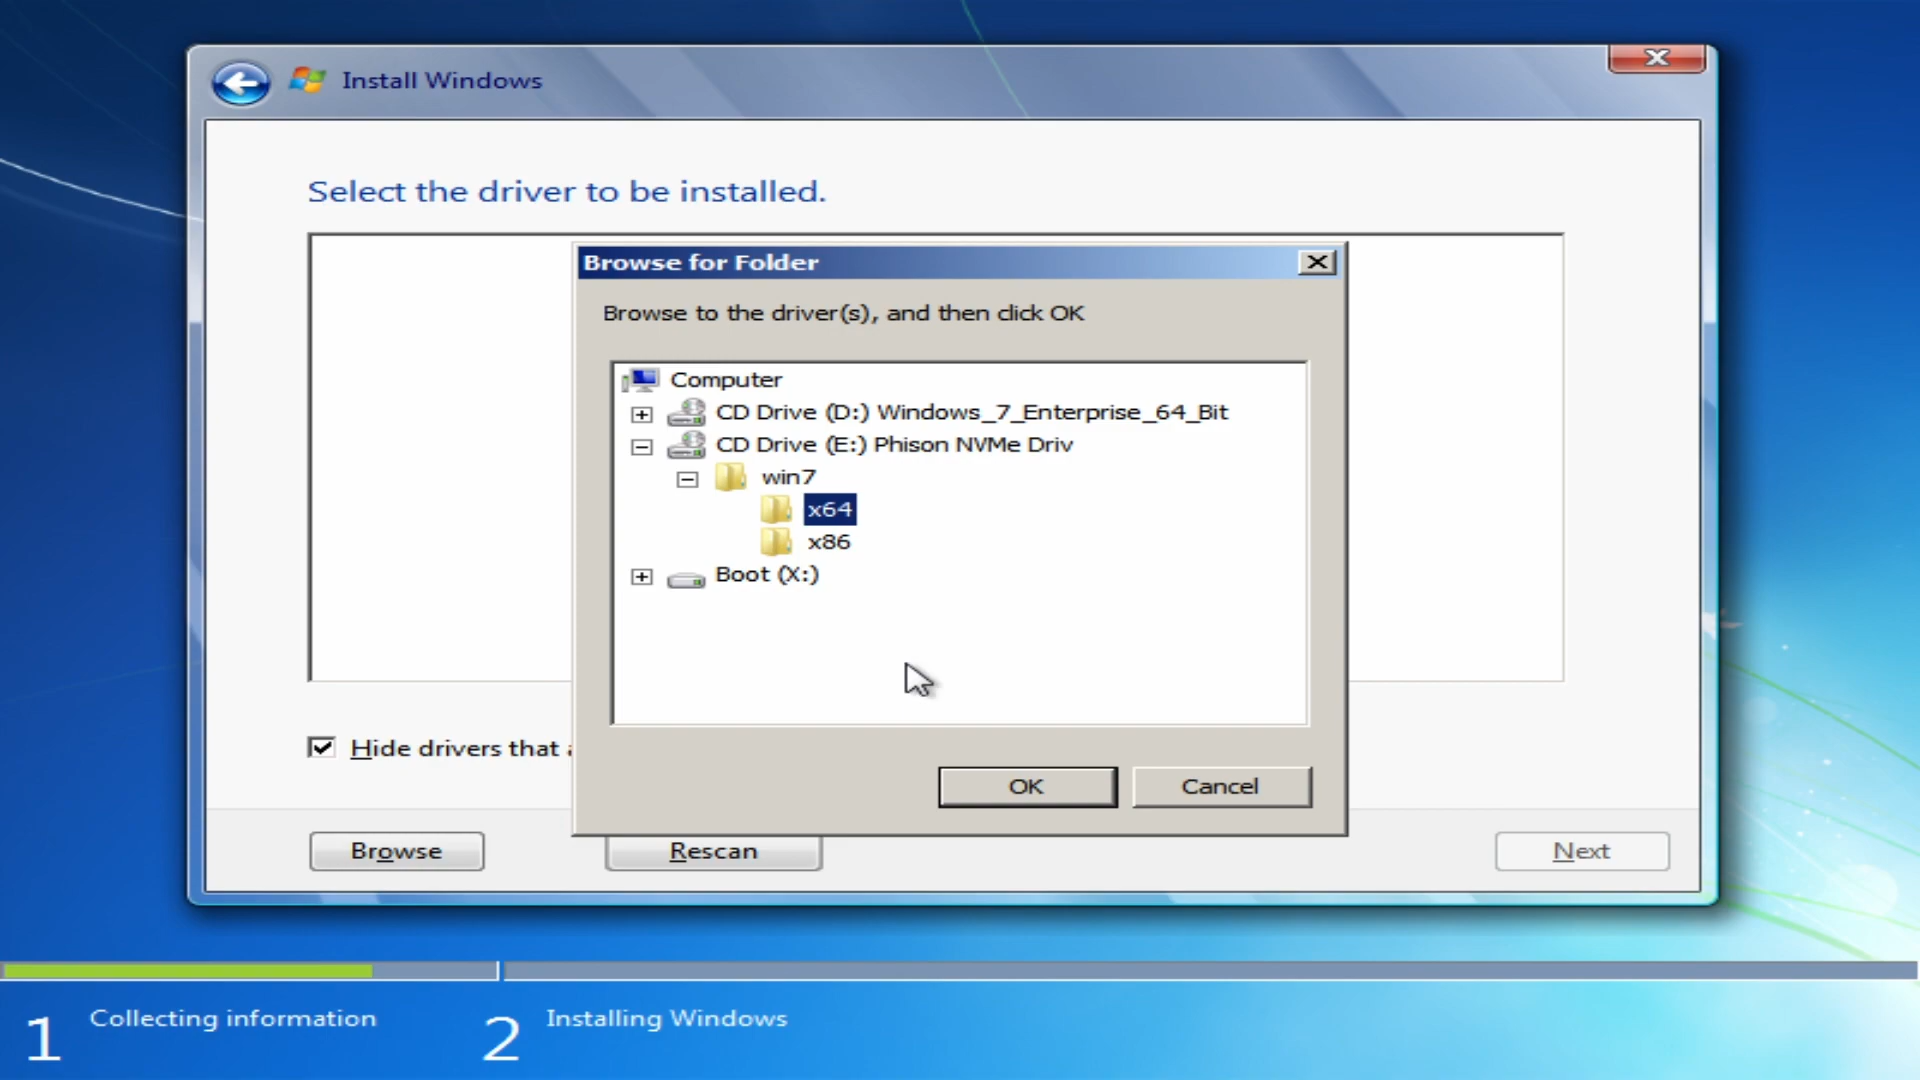 Install Windows
Select the driver to be installed.
Browse for Folder
Browse to the driver(s), and then click OK
Computer
CD Drive (D:) Windows_7_Enterprise_64_Bit
CD Drive (E:) Phison NVMe Driv
win7
x64
x86
Boot (X:)
Hide drivers that
OK Cancel
Browse Rescan Next
1 Collecting information 2 Installing Windows